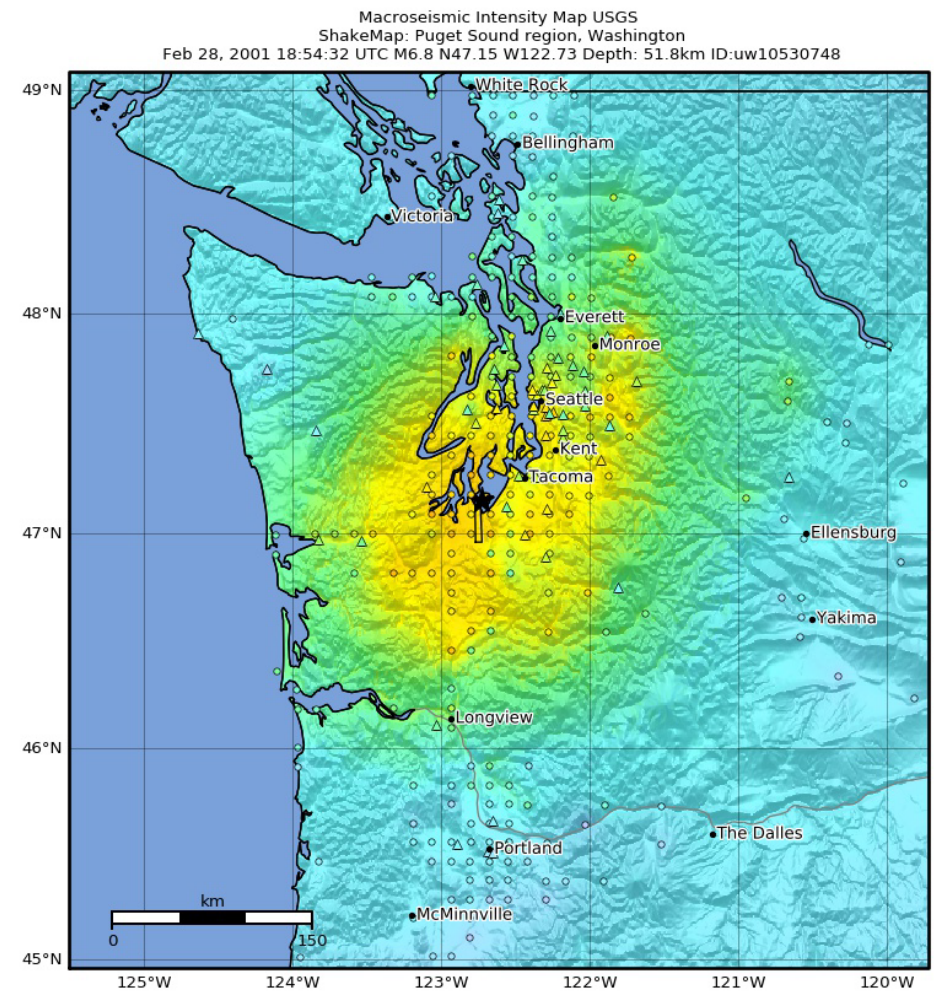 Macroseismic Intensity Map USGS
ShakeMap: Puget Sound region, Washington
Feb 28, 2001 18:54:32 UTC M6.8 N47.15 W122.73 Depth: 51.8km ID:uw10530748
49°N
White Rock
Bellingham
Victoria
48°N
Everett
Monroe
Seattle
Kent
Tacoma
47°N
Ellensburg
Yakima
Longview
46°N
The Dalles
Portland
km
McMinnville
0 150
45°N
125°W 124°W 123°W 122°W 121°W 120°W